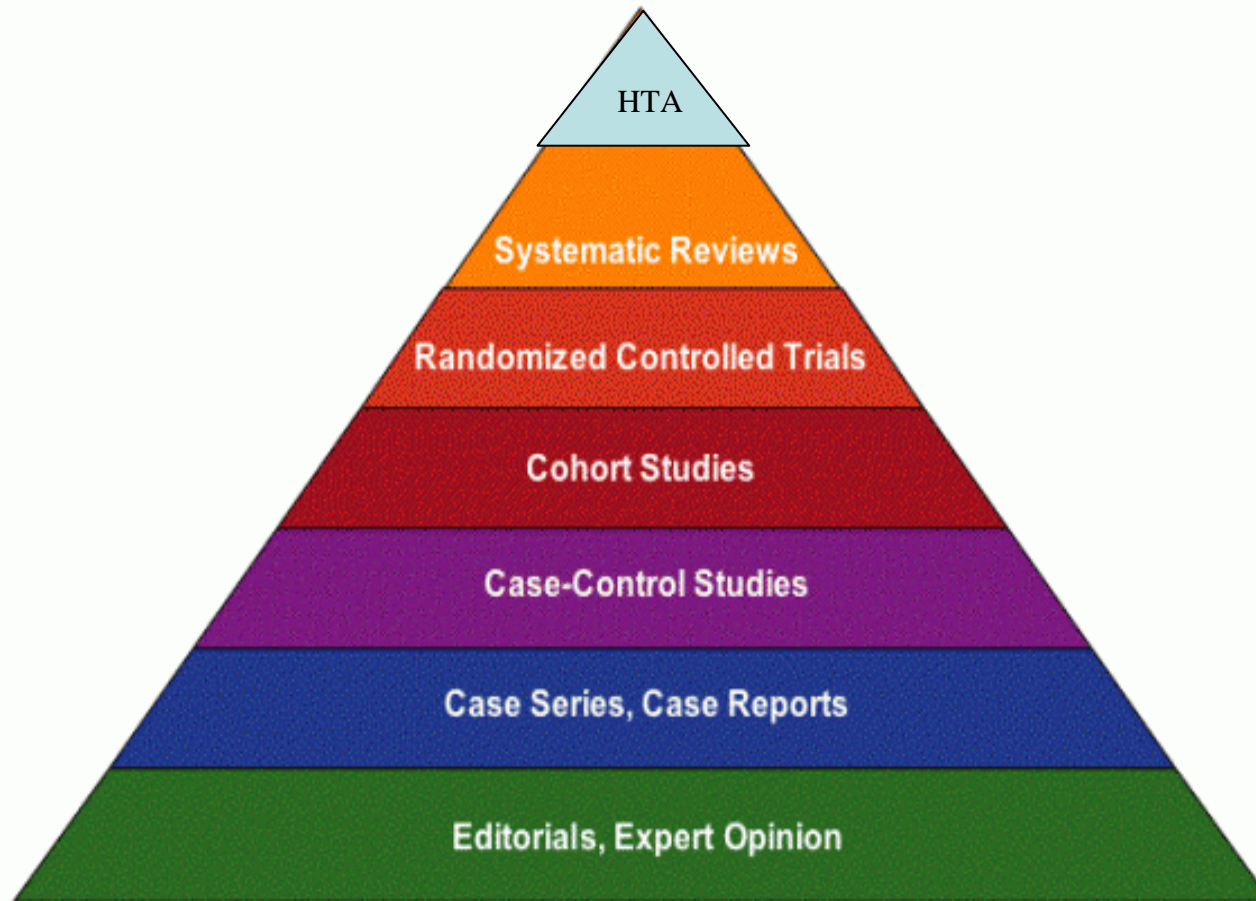 HTA
Systematic Reviews
Randomized Controlled Trials
Cohort Studies
Case-Control Studies
Case Series, Case Reports
Editorials, Expert Opinion